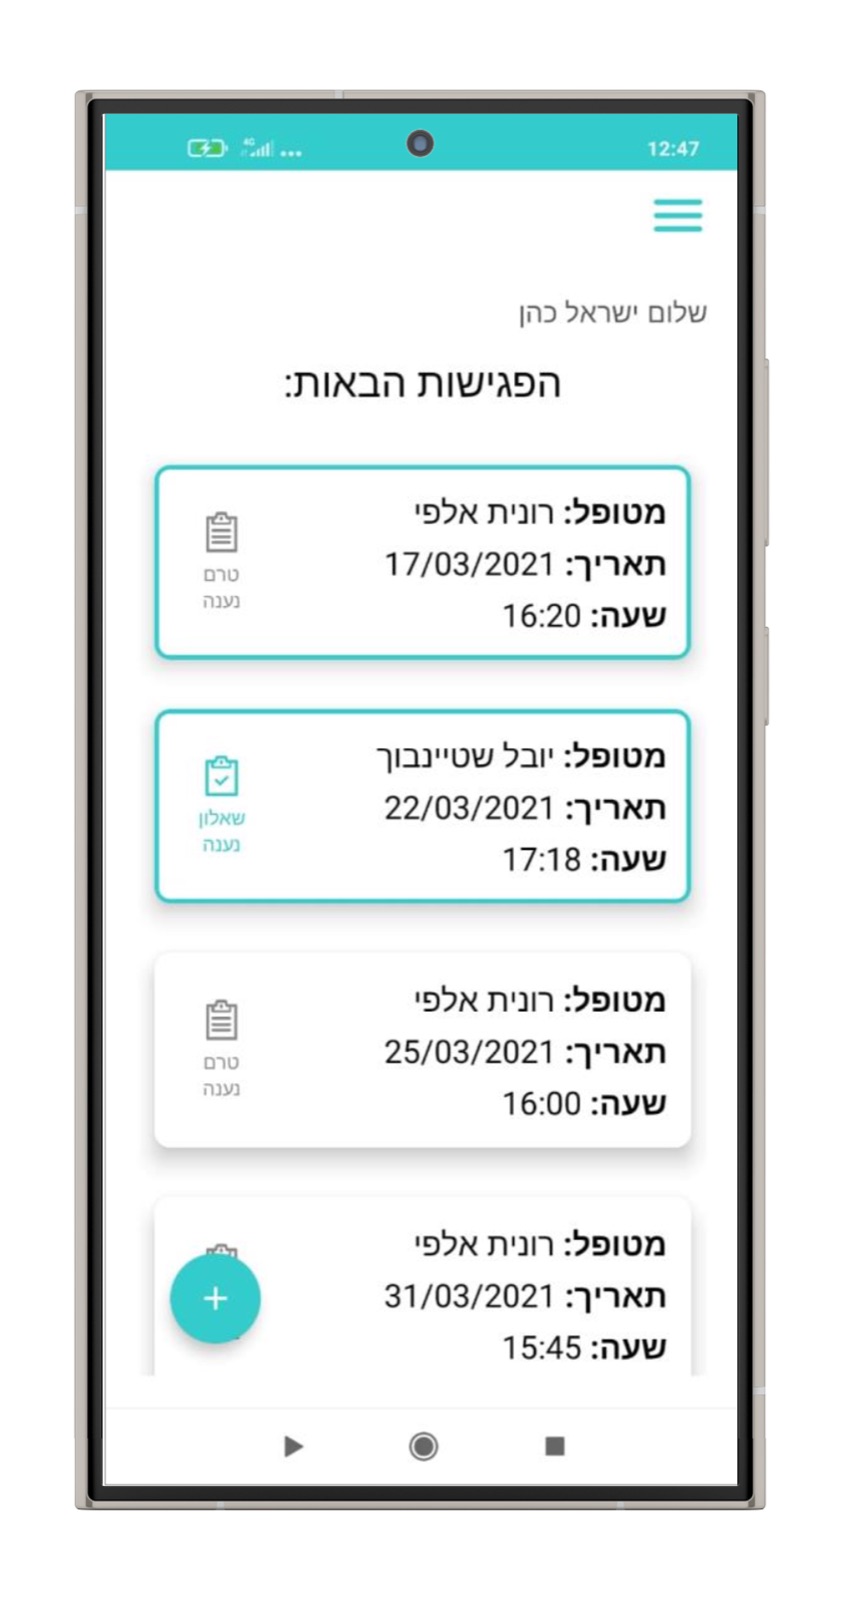 12:47
4G
שלום ישראל כהן
הפגישות הבאות:
מטופל: רונית אלפי
תאריך: 17/03/2021
שעה: 16:20
טרם
נענה
מטופל: יובל שטיינבוך
תאריך: 22/03/2021
שעה: 17:18
שאלון
נענה
מטופל: רונית אלפי
תאריך: 25/03/2021
שעה: 16:00
טרם
נענה
מטופל: רונית אלפי
תאריך: 31/03/2021
שעה: 15:45
+